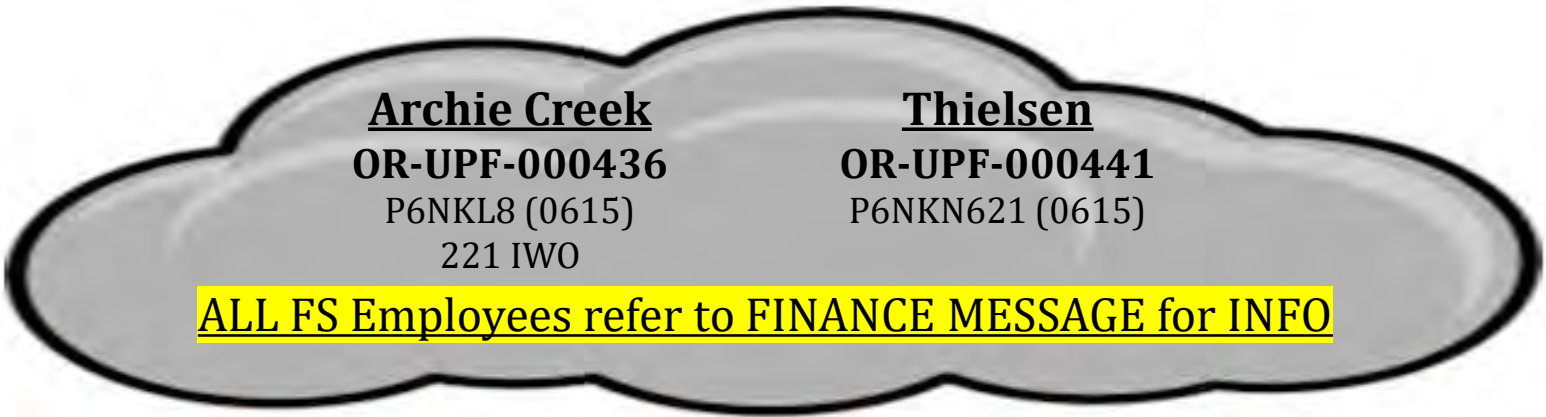 Archie Creek
OR-UPF-000436
P6NKL8 (0615)
221 IWO
Thielsen
OR-UPF-000441
P6NKN621 (0615)
ALL FS Employees refer to FINANCE MESSAGE for INFO